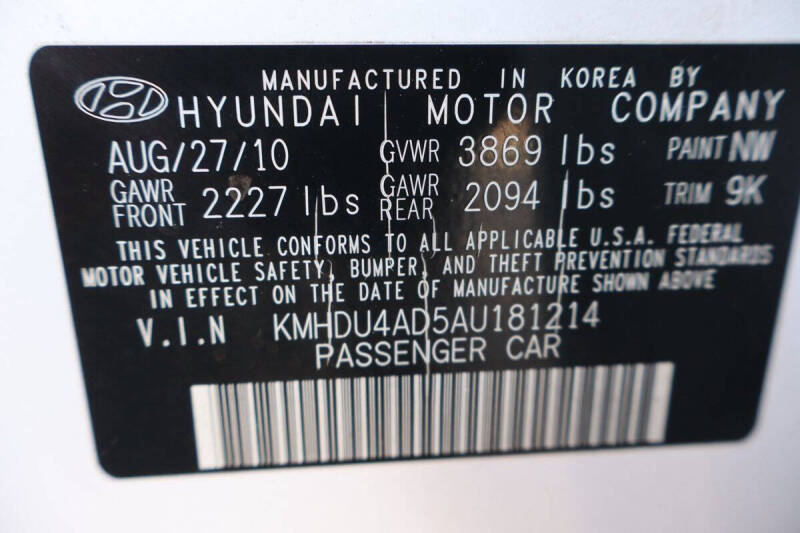 MANUFACTURED IN KOREA BY
HYUNDAI MOTOR COMPANY
AUG/27/10 GVWR 3869 lbs PAINT NW
GAWR FRONT 2227 lbs GAWR REAR 2094 lbs TRIM 9K
THIS VEHICLE CONFORMS TO ALL APPLICABLE U.S.A. FEDERAL
MOTOR VEHICLE SAFETY, BUMPER, AND THEFT PREVENTION STANDARDS
IN EFFECT ON THE DATE OF MANUFACTURE SHOWN ABOVE
V.I.N KMHDU4AD5AU181214
PASSENGER CAR